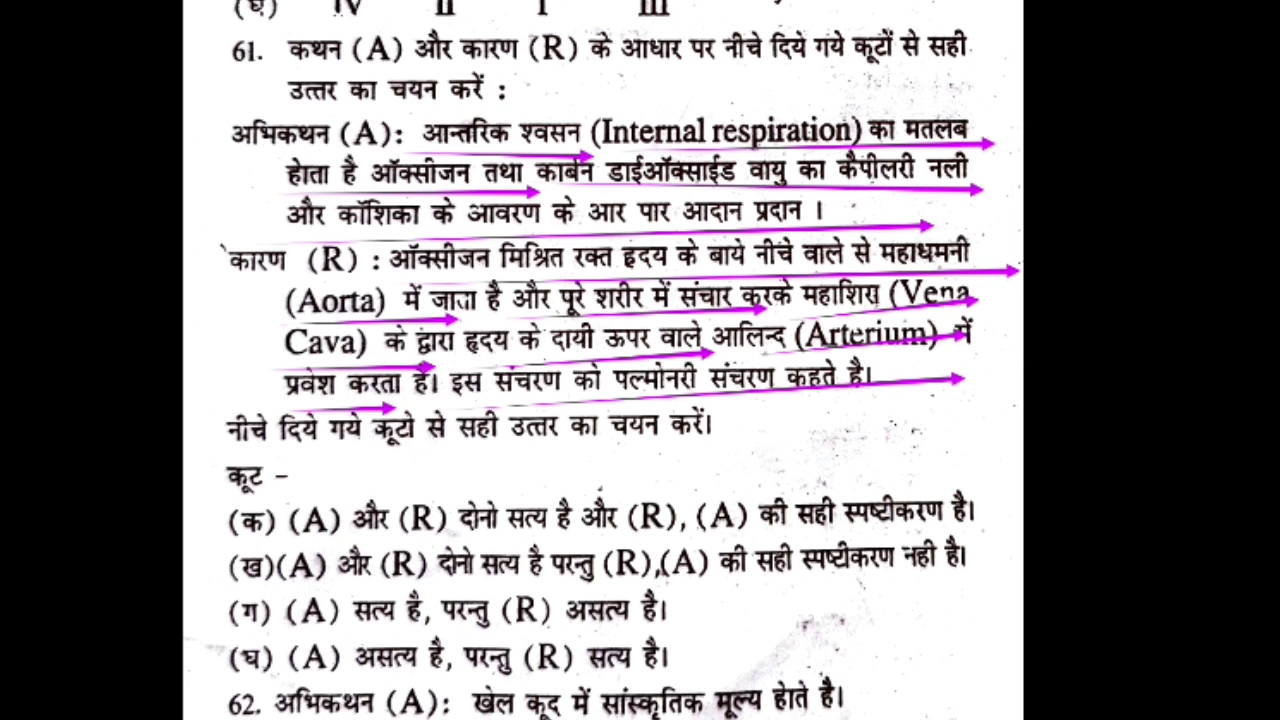 (घ) IV II I III
61. कथन (A) और कारण (R) के आधार पर नीचे दिये गये कूटों से सही
उत्तर का चयन करें :
अभिकथन (A): आन्तरिक श्वसन (Internal respiration) का मतलब
होता है ऑक्सीजन तथा कार्बन डाईऑक्साईड वायु का कैपीलरी नली
और कॉशिका के आवरण के आर पार आदान प्रदान ।
कारण (R) : ऑक्सीजन मिश्रित रक्त हृदय के बाये नीचे वाले से महाधमनी
(Aorta) में जाता है और पूरे शरीर में संचार करके महाशिरा (Vena
Cava) के द्वारा हृदय के दायी ऊपर वाले आलिन्द (Arterium) में
प्रवेश करता है। इस संचरण को पल्मोनरी संचरण कहते है।
नीचे दिये गये कूटो से सही उत्तर का चयन करें।
कूट -
(क) (A) और (R) दोनो सत्य है और (R), (A) की सही स्पष्टीकरण है।
(ख)(A) और (R) दोनो सत्य है परन्तु (R),(A) की सही स्पष्टीकरण नही है।
(ग) (A) सत्य है, परन्तु (R) असत्य है।
(घ) (A) असत्य है, परन्तु (R) सत्य है।
62. अभिकथन (A): खेल कूद में सांस्कृतिक मूल्य होते है।